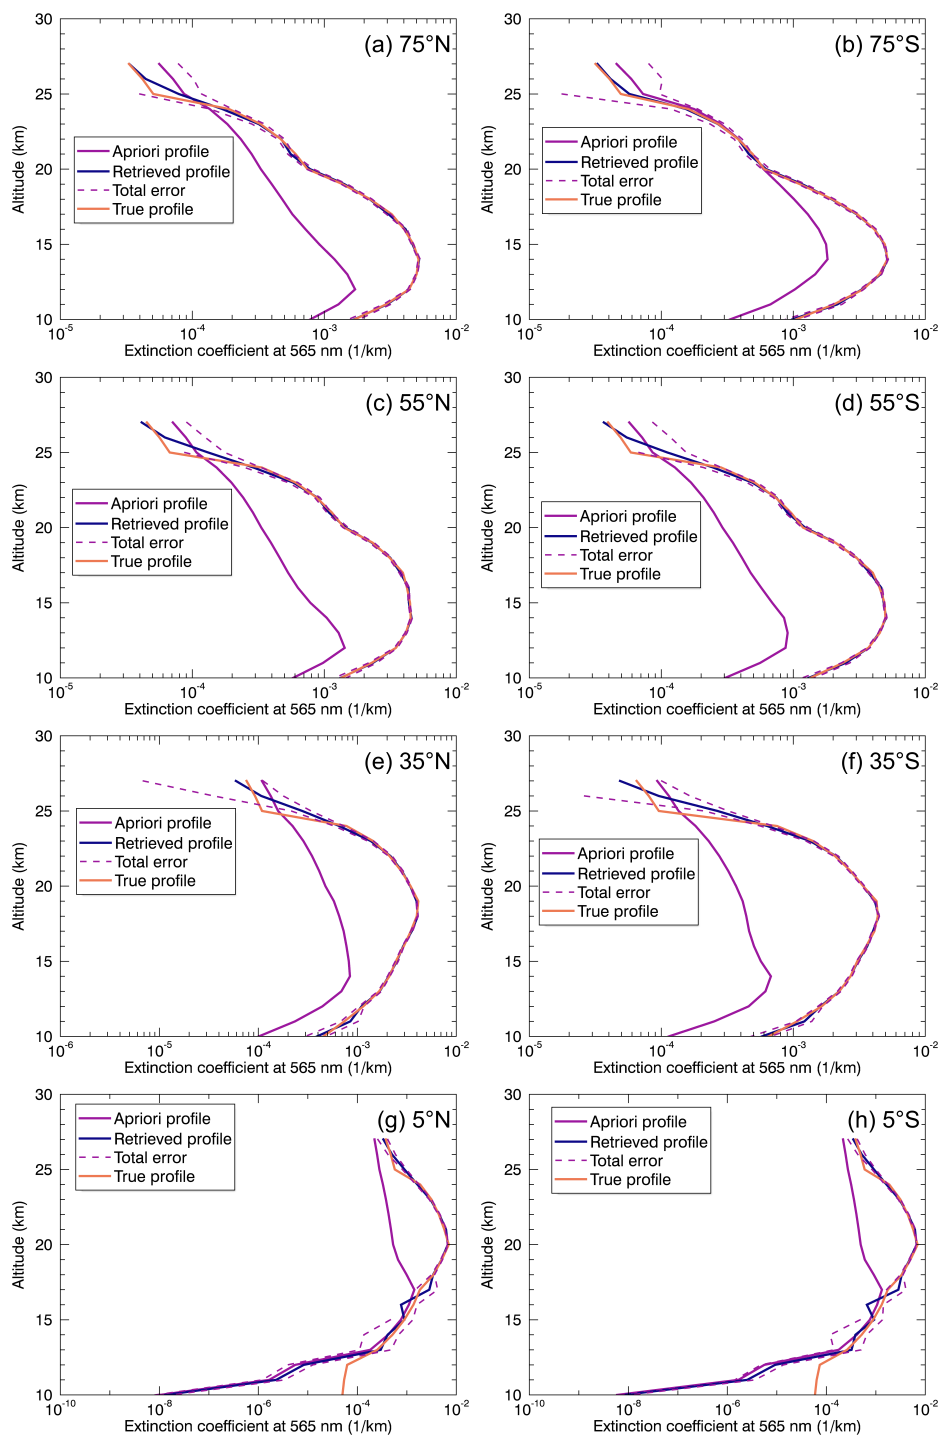 (a) 75°N
30
25
20
15
10
Altitude (km)
Apriori profile
Retrieved profile
Total error
True profile
10-5 10-4 10-3 10-2
Extinction coefficient at 565 nm (1/km)
(b) 75°S
30
25
20
15
10
Altitude (km)
Apriori profile
Retrieved profile
Total error
True profile
10-5 10-4 10-3 10-2
Extinction coefficient at 565 nm (1/km)
(c) 55°N
30
25
20
15
10
Altitude (km)
Apriori profile
Retrieved profile
Total error
True profile
10-5 10-4 10-3 10-2
Extinction coefficient at 565 nm (1/km)
(d) 55°S
30
25
20
15
10
Altitude (km)
Apriori profile
Retrieved profile
Total error
True profile
10-5 10-4 10-3 10-2
Extinction coefficient at 565 nm (1/km)
(e) 35°N
30
25
20
15
10
Altitude (km)
Apriori profile
Retrieved profile
Total error
True profile
10-6 10-5 10-4 10-3 10-2
Extinction coefficient at 565 nm (1/km)
(f) 35°S
30
25
20
15
10
Altitude (km)
Apriori profile
Retrieved profile
Total error
True profile
10-5 10-4 10-3 10-2
Extinction coefficient at 565 nm (1/km)
(g) 5°N
30
25
20
15
10
Altitude (km)
Apriori profile
Retrieved profile
Total error
True profile
10-10 10-8 10-6 10-4 10-2
Extinction coefficient at 565 nm (1/km)
(h) 5°S
30
25
20
15
10
Altitude (km)
Apriori profile
Retrieved profile
Total error
True profile
10-10 10-8 10-6 10-4 10-2
Extinction coefficient at 565 nm (1/km)